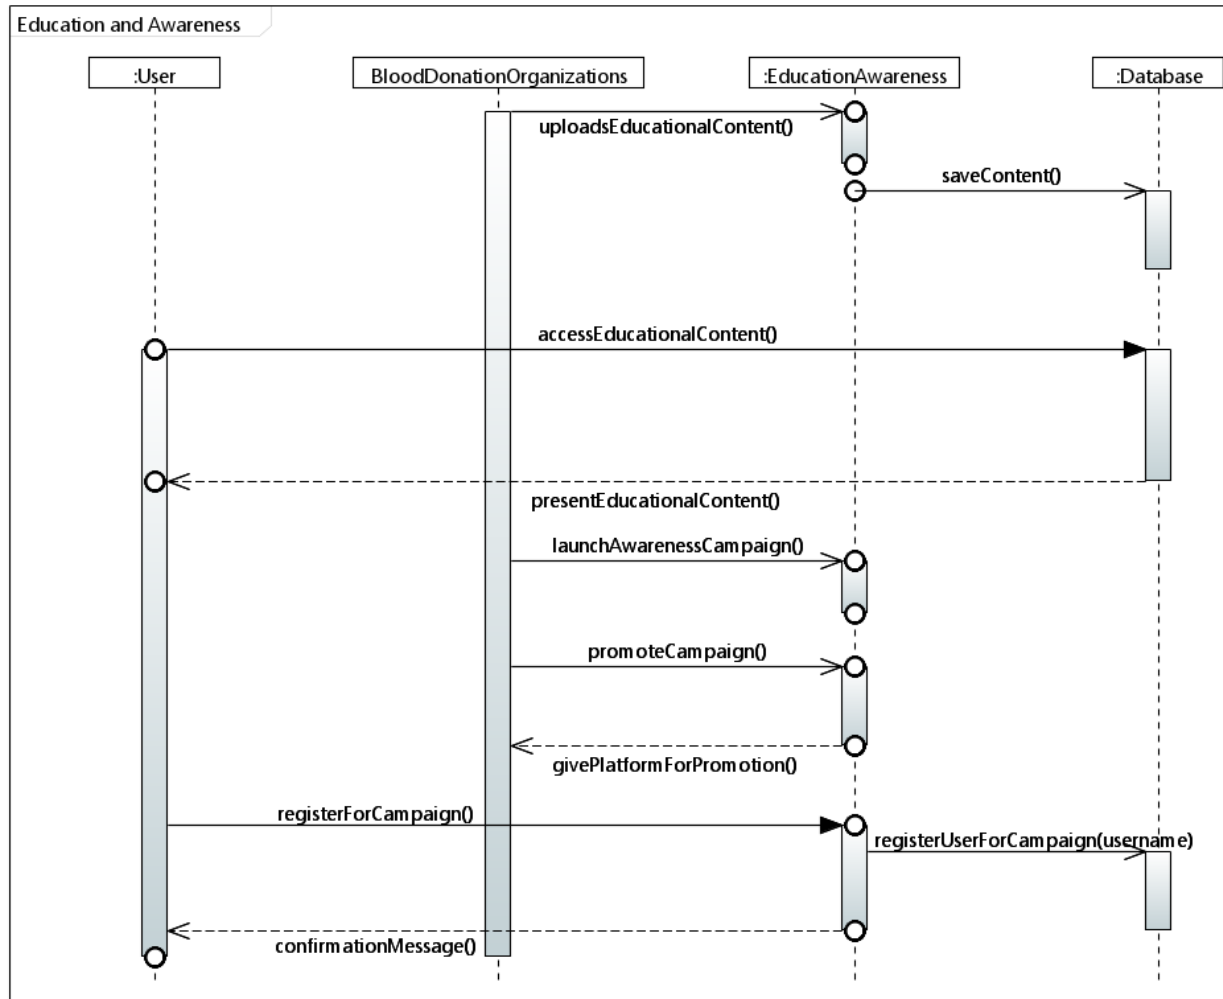 Education and Awareness
:User
BloodDonationOrganizations
:EducationAwareness
:Database
uploadsEducationalContent()
saveContent()
accessEducationalContent()
presentEducationalContent()
launchAwarenessCampaign()
promoteCampaign()
givePlatformForPromotion()
registerForCampaign()
registerUserForCampaign(username)
confirmationMessage()